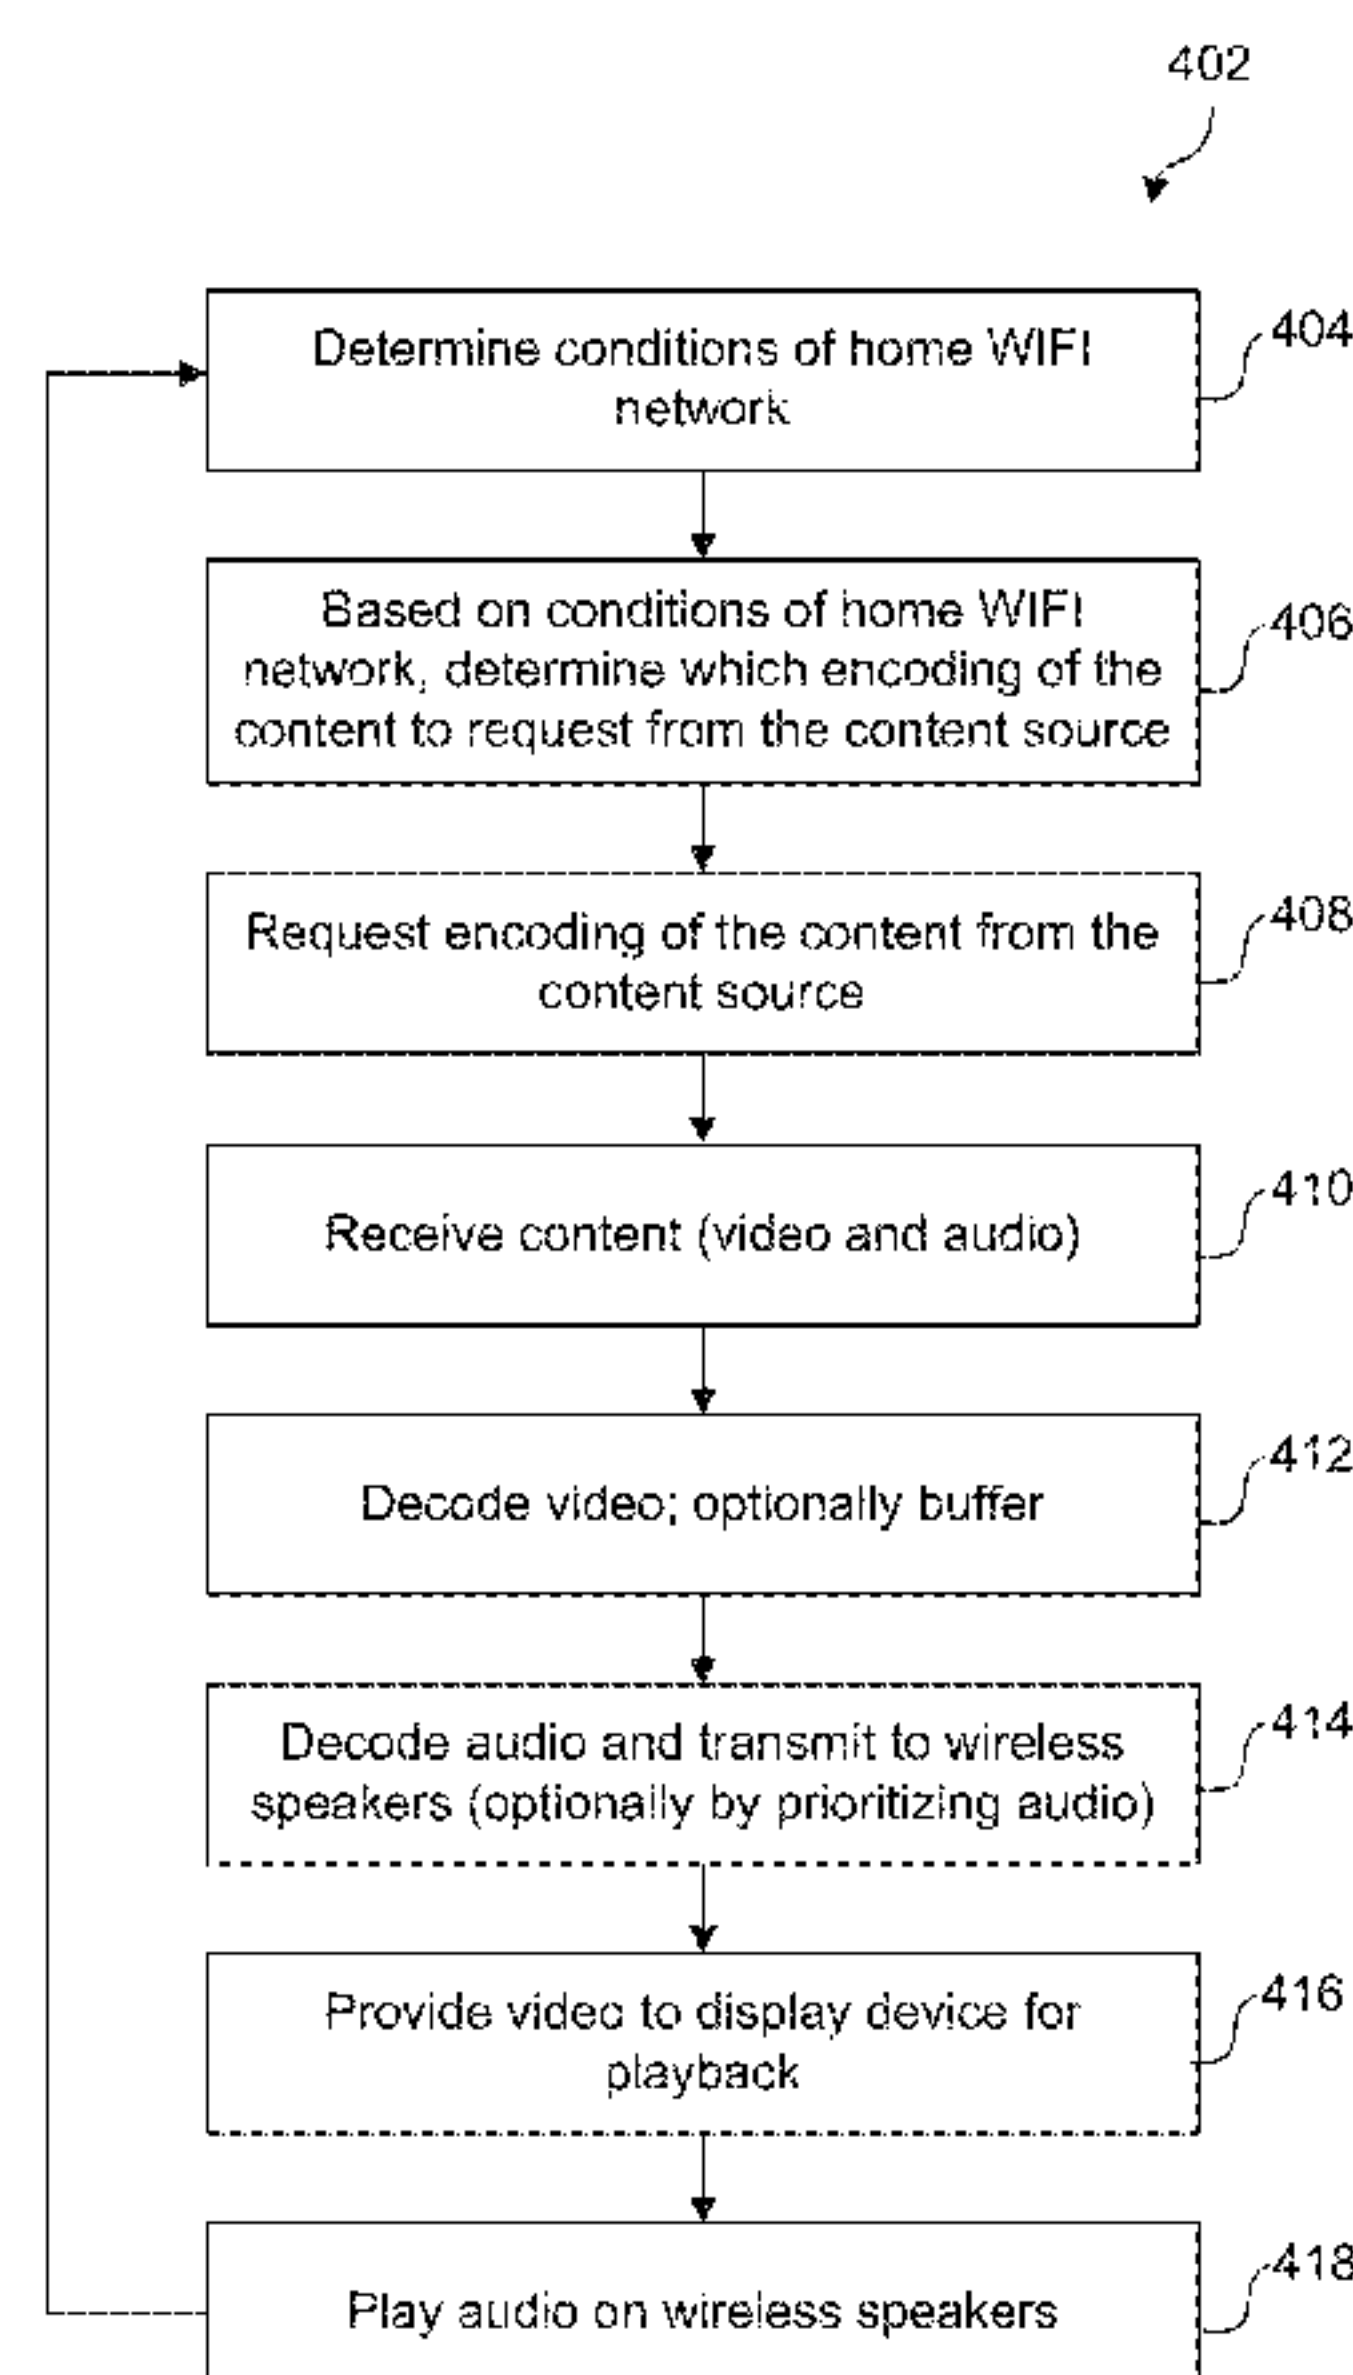 402
Determine conditions of home WIFI
network
404
Based on conditions of home WIFI
network, determine which encoding of the
content to request from the content source
406
Request encoding of the content from the
content source
408
Receive content (video and audio)
410
Decode video; optionally buffer
412
Decode audio and transmit to wireless
speakers (optionally by prioritizing audio)
414
Provide video to display device for
playback
416
Play audio on wireless speakers
418